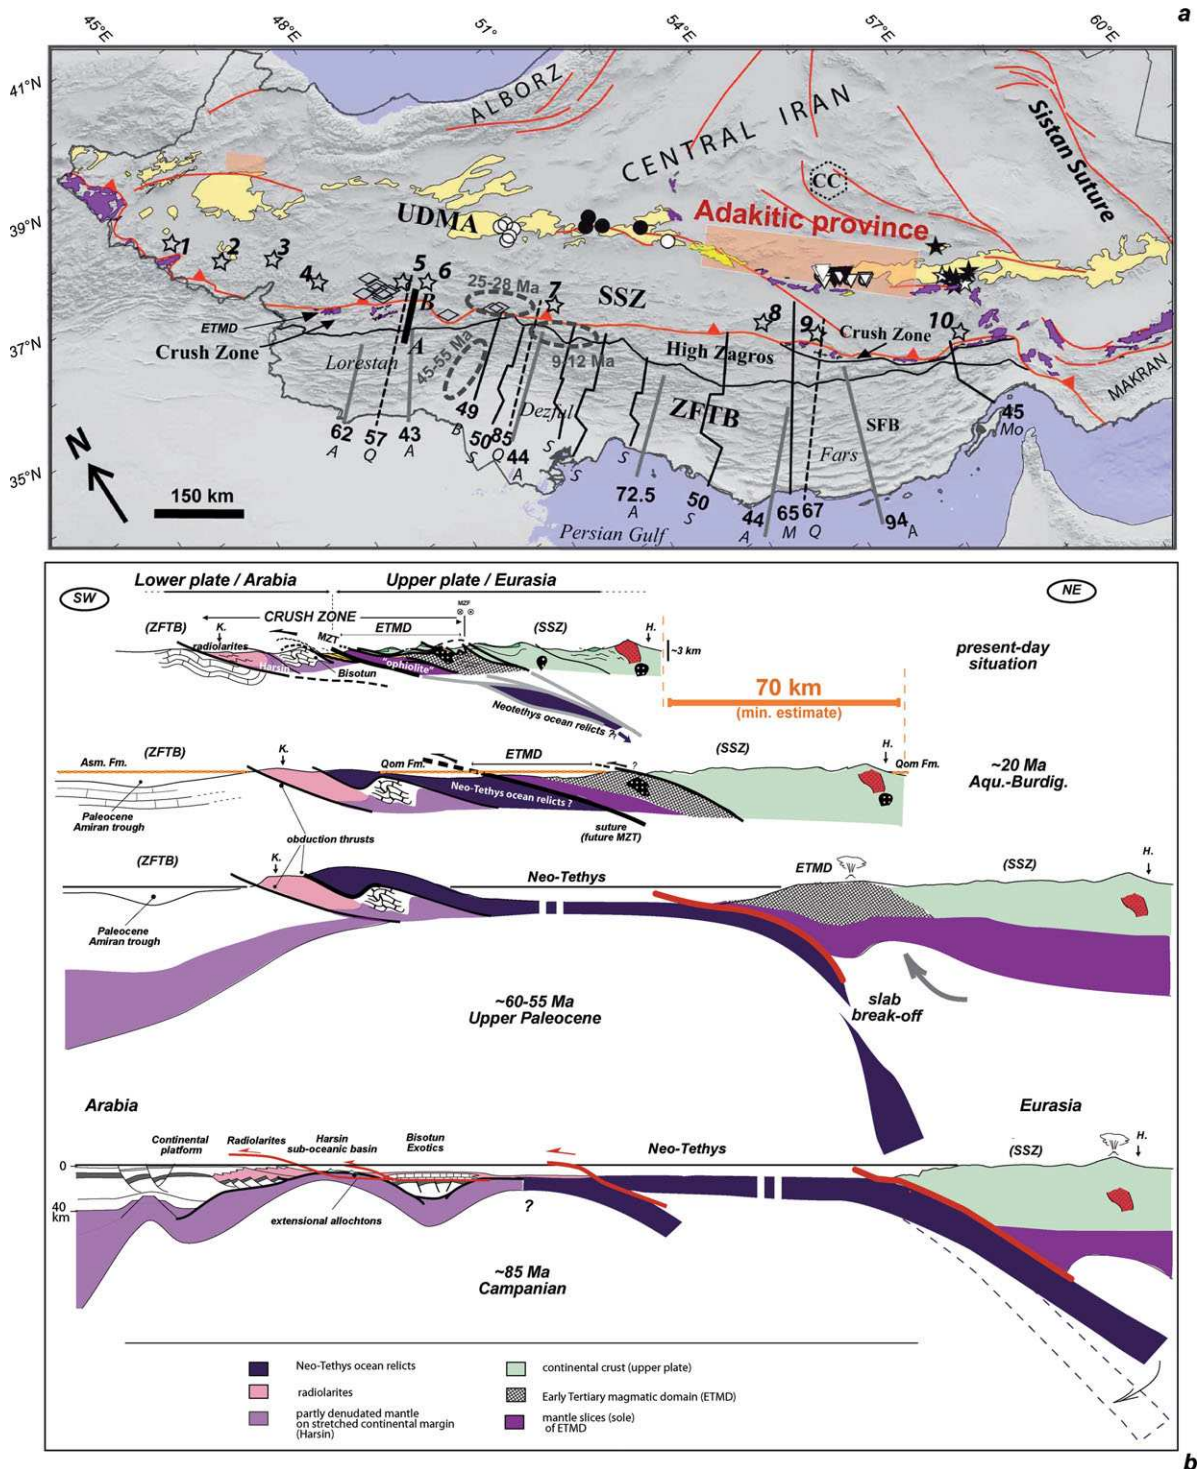 a
45°E
48°E
51°
54°E
57°E
60°E
41°N
39°N
37°N
35°N
ALBORZ
CENTRAL IRAN
CC
Sistan Suture
UDMA
Adakitic province
1
2
3
4
5
6
7
8
9
10
25-28 Ma
SSZ
B
A
ETMD
Crush Zone
Crush Zone
High Zagros
Lorestan
45-55 Ma
9-12 Ma
Dezful
ZFTB
SFB
Fars
MAKRAN
62
A
57
Q
43
A
49
B
50
S
85
Q
44
A
S
S
S
72.5
A
50
S
44
A
65
M
67
Q
94
A
45
Mo
Persian Gulf
N
150 km
SW
Lower plate / Arabia
Upper plate / Eurasia
NE
CRUSH ZONE
MZF
(ZFTB)
K.
radiolarites
MZT
ETMD
(SSZ)
H.
Harsin
Bisotun
"ophiolite"
~3 km
present-day
situation
70 km
(min. estimate)
Neotethys ocean relicts ?
Asm. Fm.
(ZFTB)
K.
Qom Fm.
ETMD
?
(SSZ)
H.
Qom Fm.
~20 Ma
Aqu.-Burdig.
Neo-Tethys ocean relicts ?
Paleocene
Amiran trough
suture
(future MZT)
obduction thrusts
(ZFTB)
K.
Neo-Tethys
ETMD
(SSZ)
H.
Paleocene
Amiran trough
~60-55 Ma
Upper Paleocene
slab
break-off
Arabia
Eurasia
Continental
platform
Radiolarites
Harsin
sub-oceanic basin
Bisotun
Exotics
Neo-Tethys
(SSZ)
H.
0
40
km
extensional allochtons
?
~85 Ma
Campanian
Neo-Tethys ocean relicts
radiolarites
partly denudated mantle
on stretched continental margin
(Harsin)
continental crust (upper plate)
Early Tertiary magmatic domain (ETMD)
mantle slices (sole)
of ETMD
b